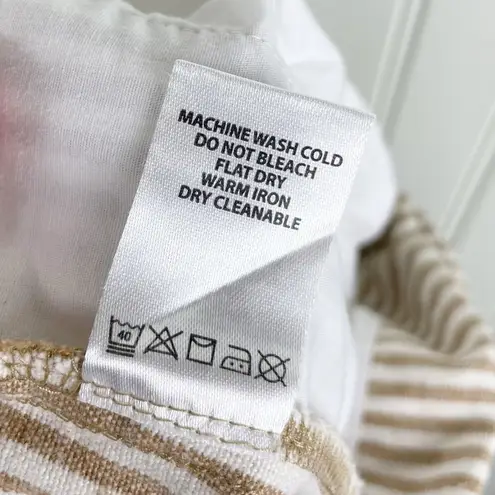 MACHINE WASH COLD
DO NOT BLEACH
FLAT DRY
WARM IRON
DRY CLEANABLE
40